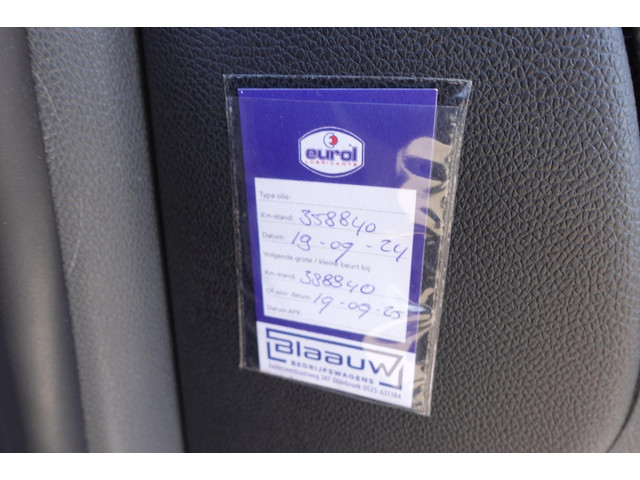 eurol
LUBRICANTS
Type olie:
Km-stand: 358840
Datum: 19-09-24
Volgende grote / kleine beurt bij:
Km-stand: 388840
Of voor datum: 19-09-25
Datum APK:
Blaauw
BEDRIJFSWAGENS